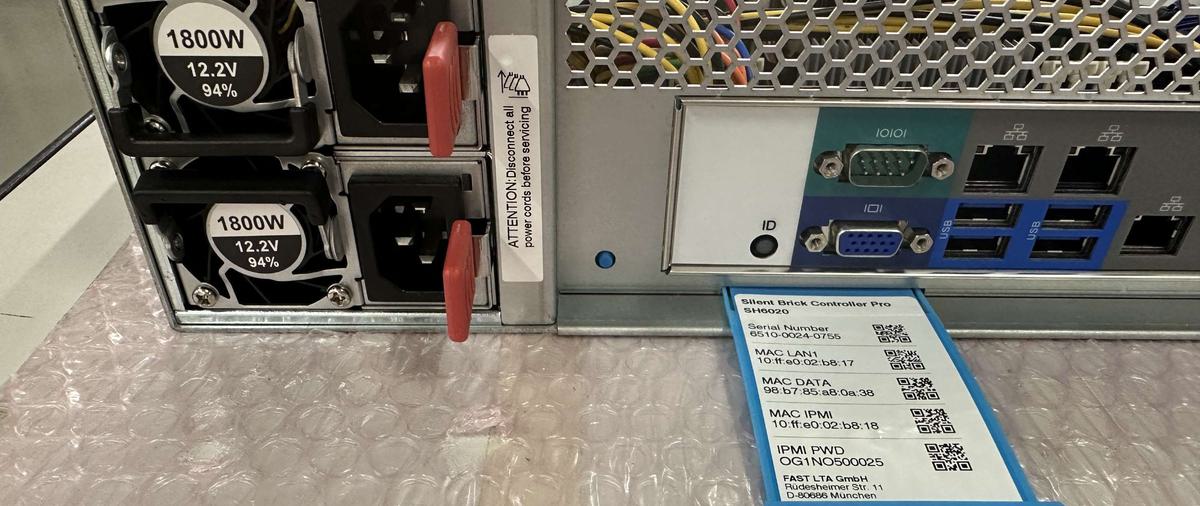 1800W
12.2V
94%
1800W
12.2V
94%
ATTENTION:Disconnect all
power cords before servicing
IOIOI
ID
IOI
USB
USB
Silent Brick Controller Pro
SH6020
Serial Number
6510-0024-0755
MAC LAN1
10:ff:e0:02:b8:17
MAC DATA
98:b7:85:a8:0a:38
MAC IPMI
10:ff:e0:02:b8:18
IPMI PWD
OG1NO500025
FAST LTA GmbH
Rüdesheimer Str. 11
D-80686 München